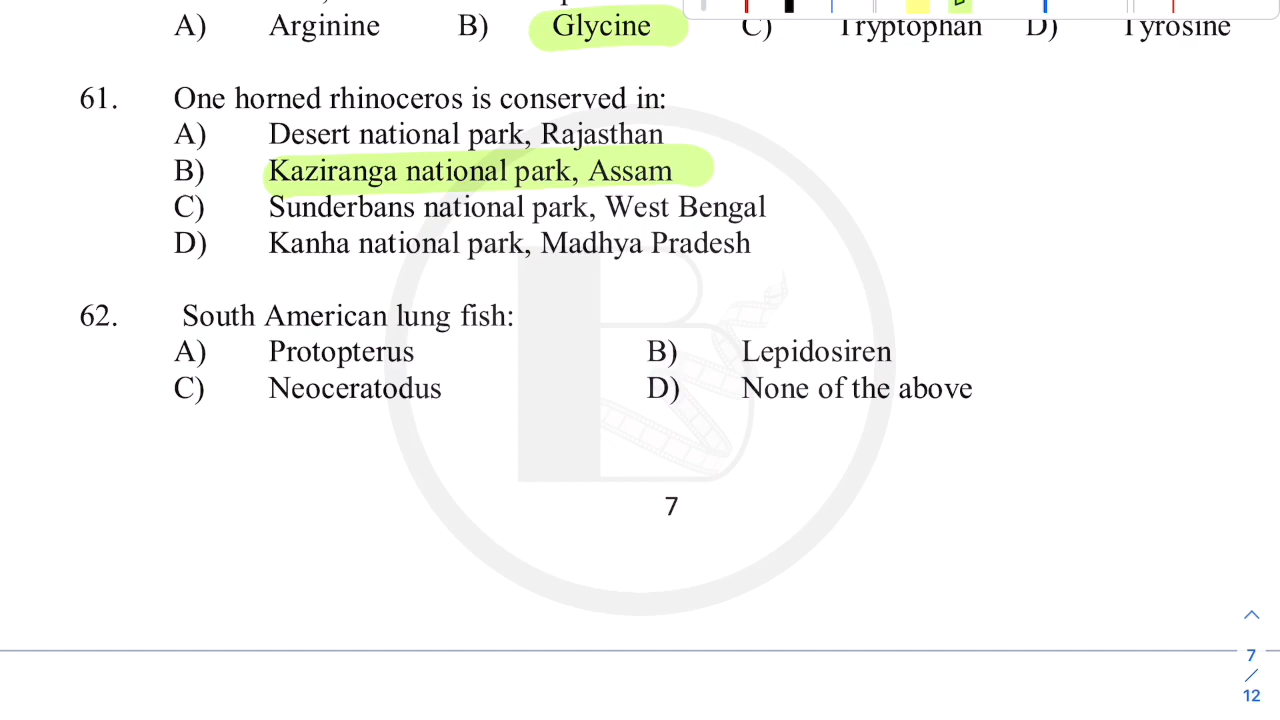 A) Arginine B) Glycine C) Tryptophan D) Tyrosine
61. One horned rhinoceros is conserved in:
A) Desert national park, Rajasthan
B) Kaziranga national park, Assam
C) Sunderbans national park, West Bengal
D) Kanha national park, Madhya Pradesh
62. South American lung fish:
A) Protopterus B) Lepidosiren
C) Neoceratodus D) None of the above
7
7
/
12